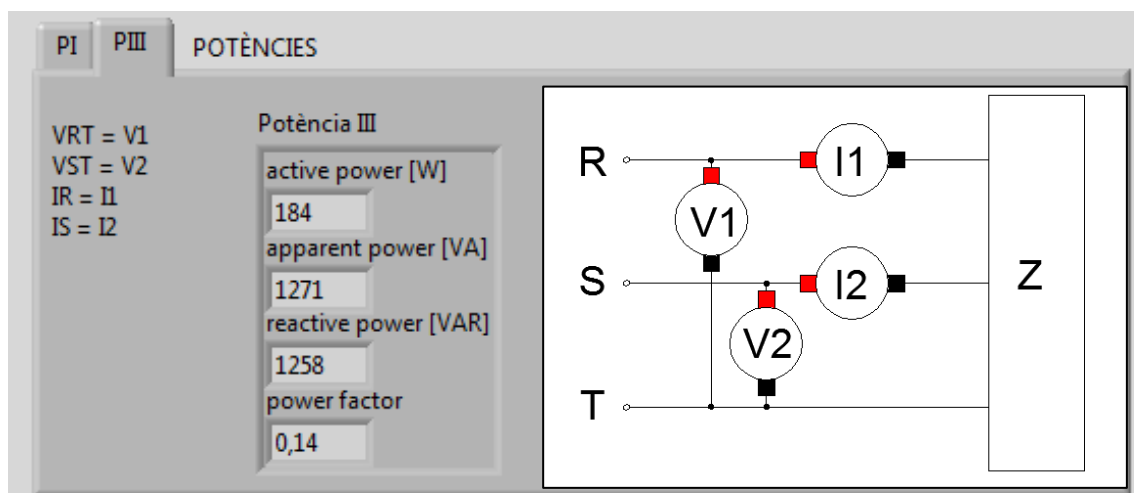 PI PIII POTÈNCIES
VRT = V1
VST = V2
IR = I1
IS = I2
Potència III
active power [W]
184
apparent power [VA]
1271
reactive power [VAR]
1258
power factor
0,14
R I1
V1
S I2 Z
V2
T